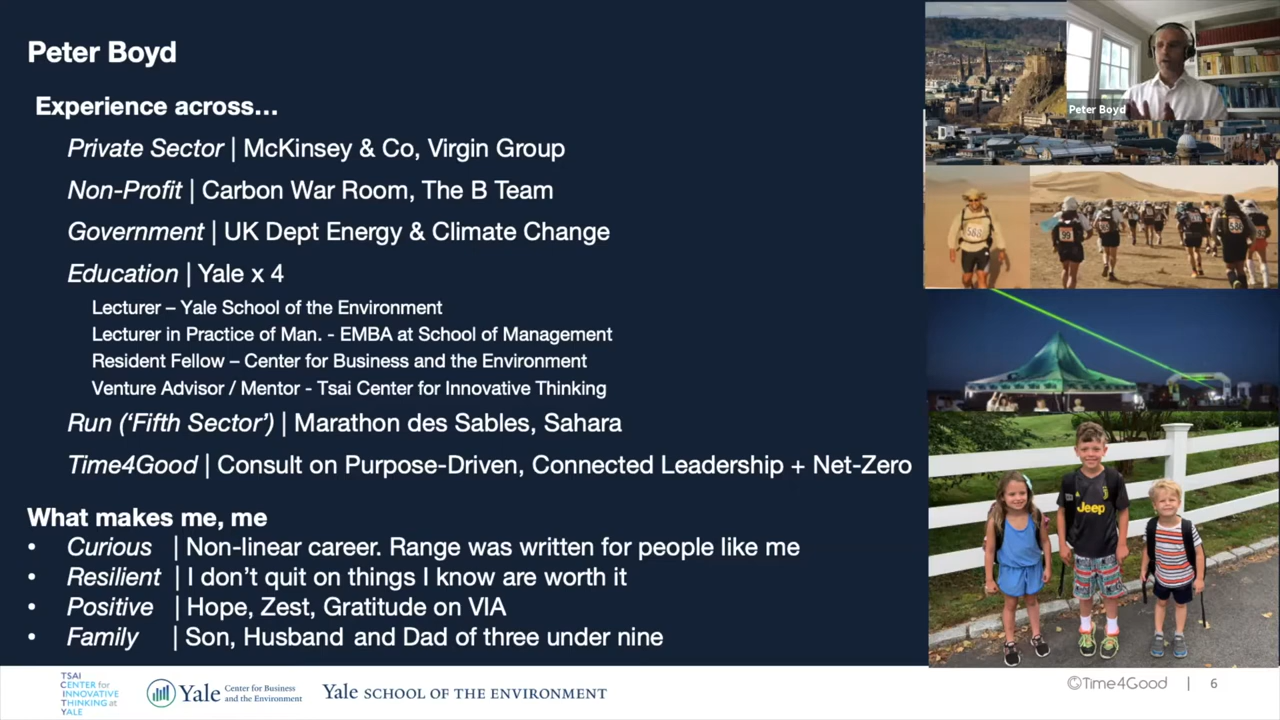 Peter Boyd
Experience across...
Private Sector | McKinsey & Co, Virgin Group
Non-Profit | Carbon War Room, The B Team
Government | UK Dept Energy & Climate Change
Education | Yale x 4
Lecturer – Yale School of the Environment
Lecturer in Practice of Man. - EMBA at School of Management
Resident Fellow – Center for Business and the Environment
Venture Advisor / Mentor - Tsai Center for Innovative Thinking
Run (‘Fifth Sector’) | Marathon des Sables, Sahara
Time4Good | Consult on Purpose-Driven, Connected Leadership + Net-Zero
What makes me, me
• Curious | Non-linear career. Range was written for people like me
• Resilient | I don’t quit on things I know are worth it
• Positive | Hope, Zest, Gratitude on VIA
• Family | Son, Husband and Dad of three under nine
Peter Boyd
588
99
Jeep
TSAI
CENTER for
INNOVATIVE
THINKING at
YALE
Yale Center for Business
and the Environment
Yale SCHOOL OF THE ENVIRONMENT
©Time4Good | 6